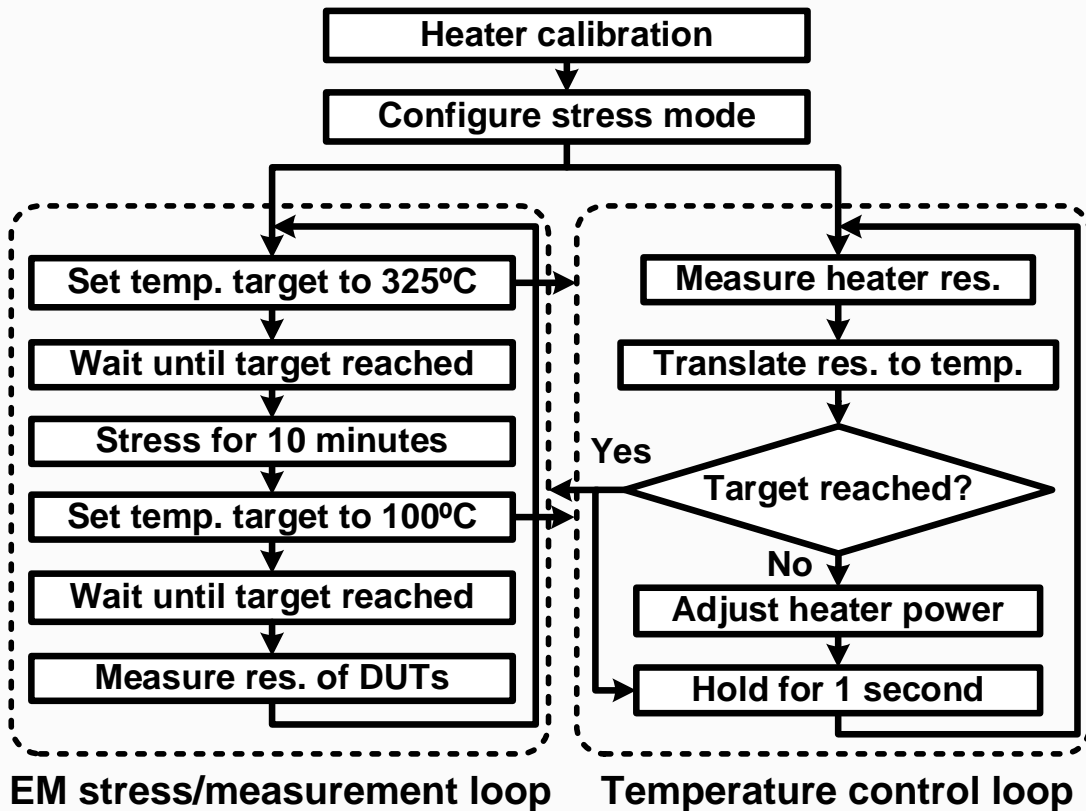 Heater calibration
Configure stress mode
Set temp. target to 325ºC
Wait until target reached
Stress for 10 minutes
Set temp. target to 100ºC
Wait until target reached
Measure res. of DUTs
EM stress/measurement loop
Measure heater res.
Translate res. to temp.
Yes
Target reached?
No
Adjust heater power
Hold for 1 second
Temperature control loop